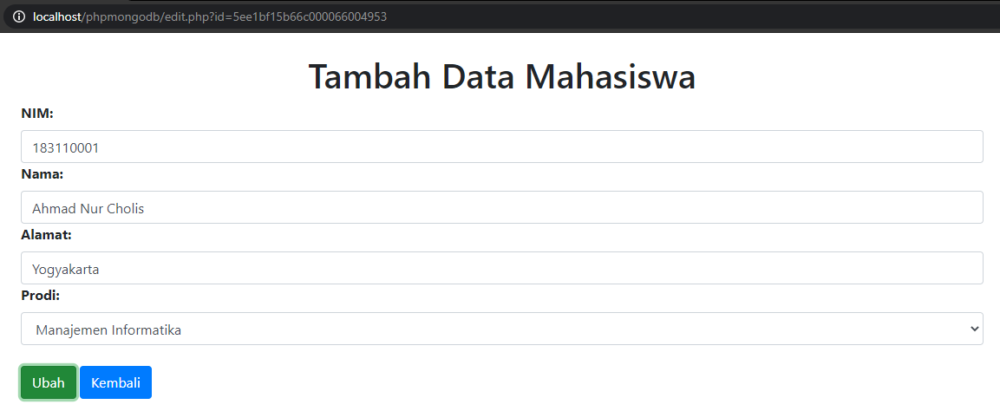 localhost/phpmongodb/edit.php?id=5ee1bf15b66c000066004953
Tambah Data Mahasiswa
NIM:
183110001
Nama:
Ahmad Nur Cholis
Alamat:
Yogyakarta
Prodi:
Manajemen Informatika
Ubah Kembali